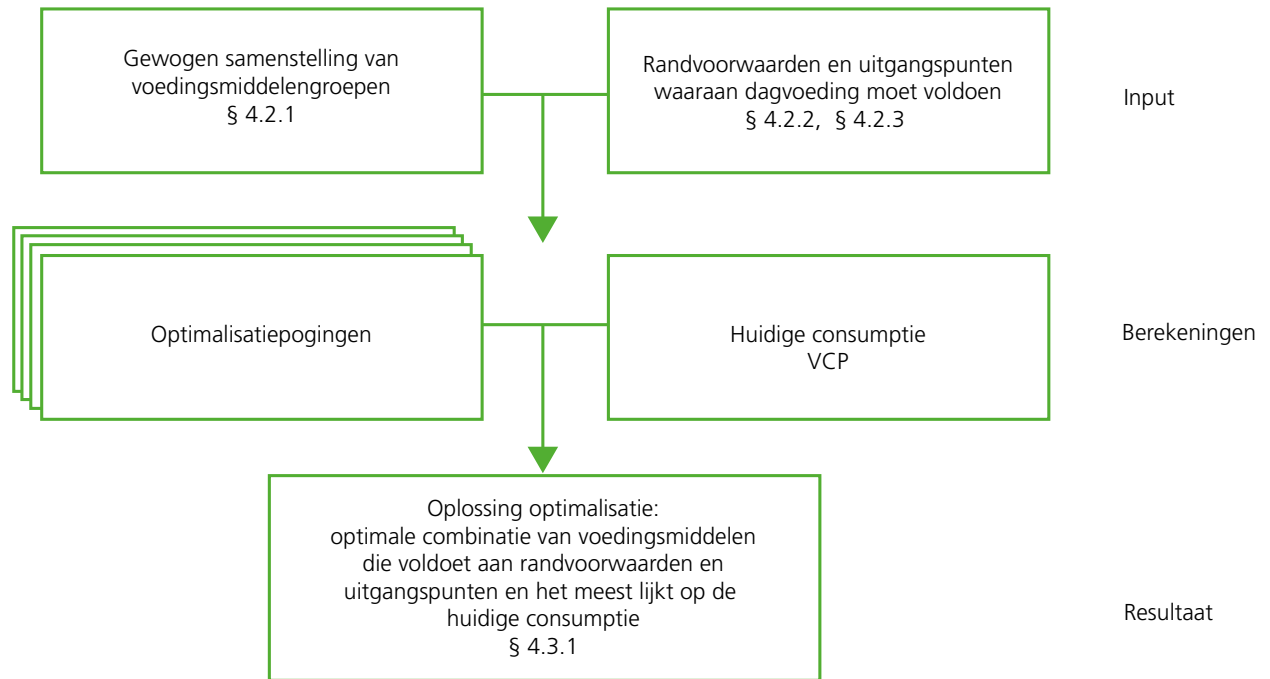 Gewogen samenstelling van
voedingsmiddelengroepen
§ 4.2.1
Randvoorwaarden en uitgangspunten
waaraan dagvoeding moet voldoen
§ 4.2.2, § 4.2.3
Input
Optimalisatiepogingen
Huidige consumptie
VCP
Berekeningen
Oplossing optimalisatie:
optimale combinatie van voedingsmiddelen
die voldoet aan randvoorwaarden en
uitgangspunten en het meest lijkt op de
huidige consumptie
§ 4.3.1
Resultaat